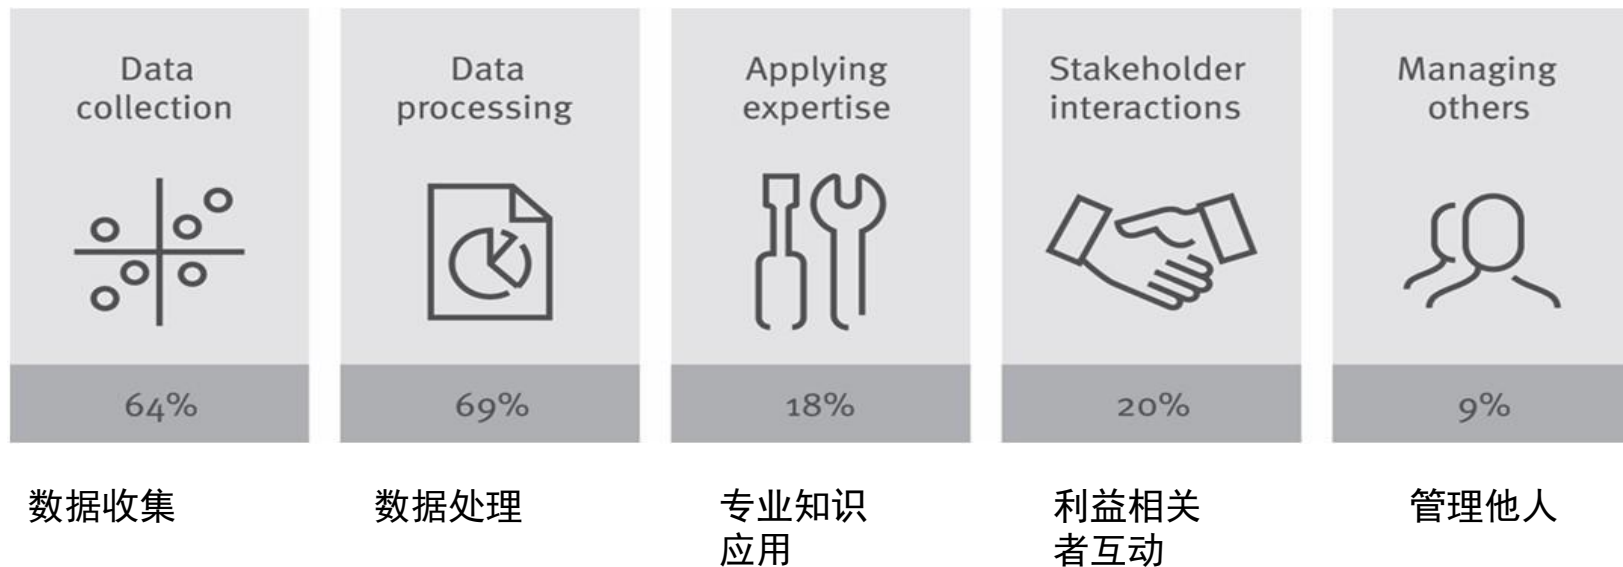 Data
collection
Data
processing
Applying
expertise
Stakeholder
interactions
Managing
others
64%
69%
18%
20%
9%
数据收集
数据处理
专业知识
应用
利益相关
者互动
管理他人